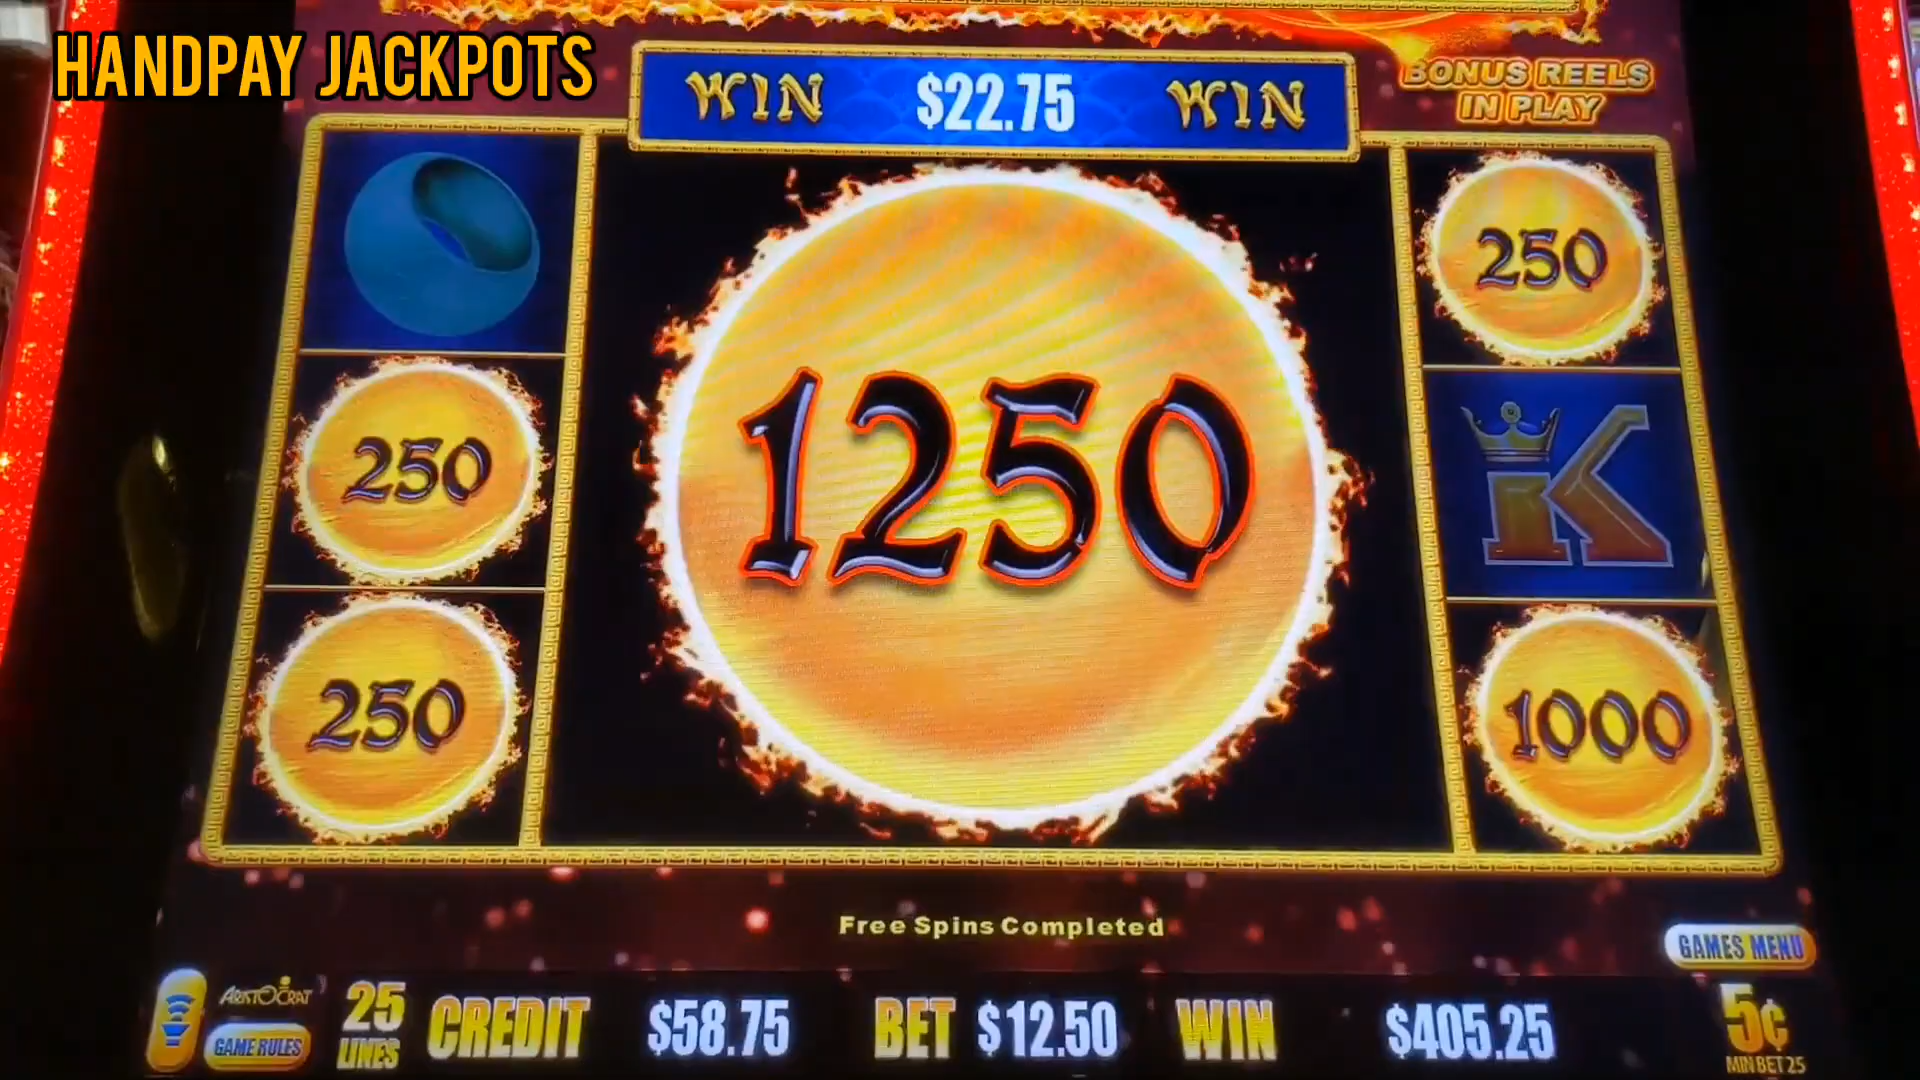 HANDPAY JACKPOTS
WIN $22.75 WIN
BONUS REELS
IN PLAY
250
250
250
1250
250
K
1000
Free Spins Completed
GAMES MENU
ARISTOCRAT
GAME RULES
25
LINES
CREDIT $58.75 BET $12.50 WIN $405.25
5¢
MIN BET 25